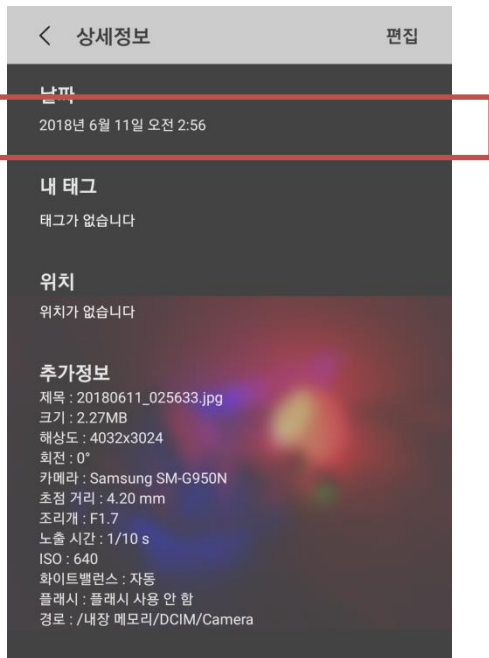 상세정보
편집
날짜
2018년 6월 11일 오전 2:56
내 태그
태그가 없습니다
위치
위치가 없습니다
추가정보
제목 : 20180611_025633.jpg
크기 : 2.27MB
해상도 : 4032x3024
회전 : 0°
카메라 : Samsung SM-G950N
초점 거리 : 4.20 mm
조리개 : F1.7
노출 시간 : 1/10 s
ISO : 640
화이트밸런스 : 자동
플래시 : 플래시 사용 안 함
경로 : /내장 메모리/DCIM/Camera